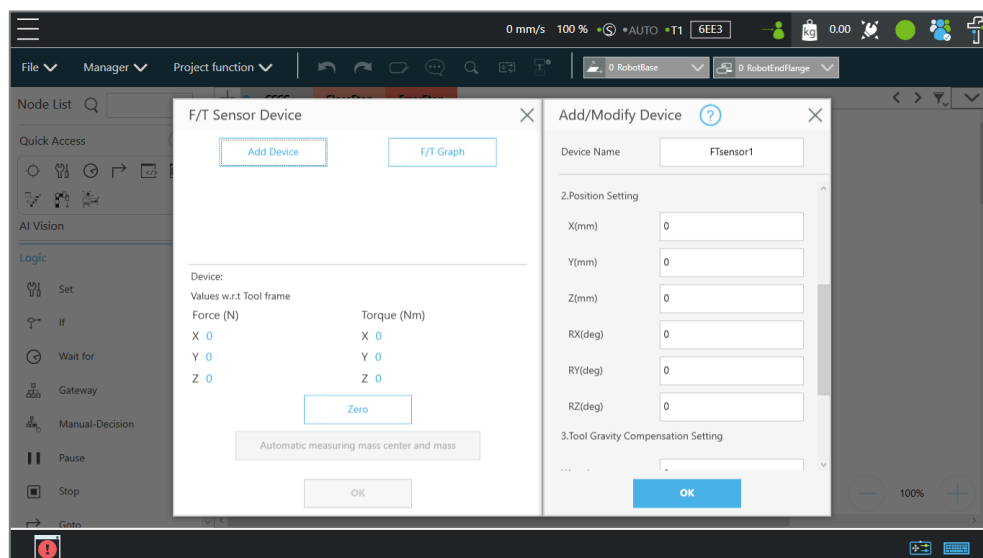 0 mm/s 100 % S AUTO T1 6EE3 kg 0.00
File Manager Project function 0 RobotBase 0 RobotEndFlange
Node List
Quick Access
AI Vision
Logic
Set
If
Wait for
Gateway
Manual-Decision
Pause
Stop
Goto
F/T Sensor Device
Add Device F/T Graph
Device:
Values w.r.t Tool frame
Force (N) Torque (Nm)
X 0 X 0
Y 0 Y 0
Z 0 Z 0
Zero
Automatic measuring mass center and mass
OK
Add/Modify Device ?
Device Name FTsensor1
2.Position Setting
X(mm) 0
Y(mm) 0
Z(mm) 0
RX(deg) 0
RY(deg) 0
RZ(deg) 0
3.Tool Gravity Compensation Setting
OK
100%